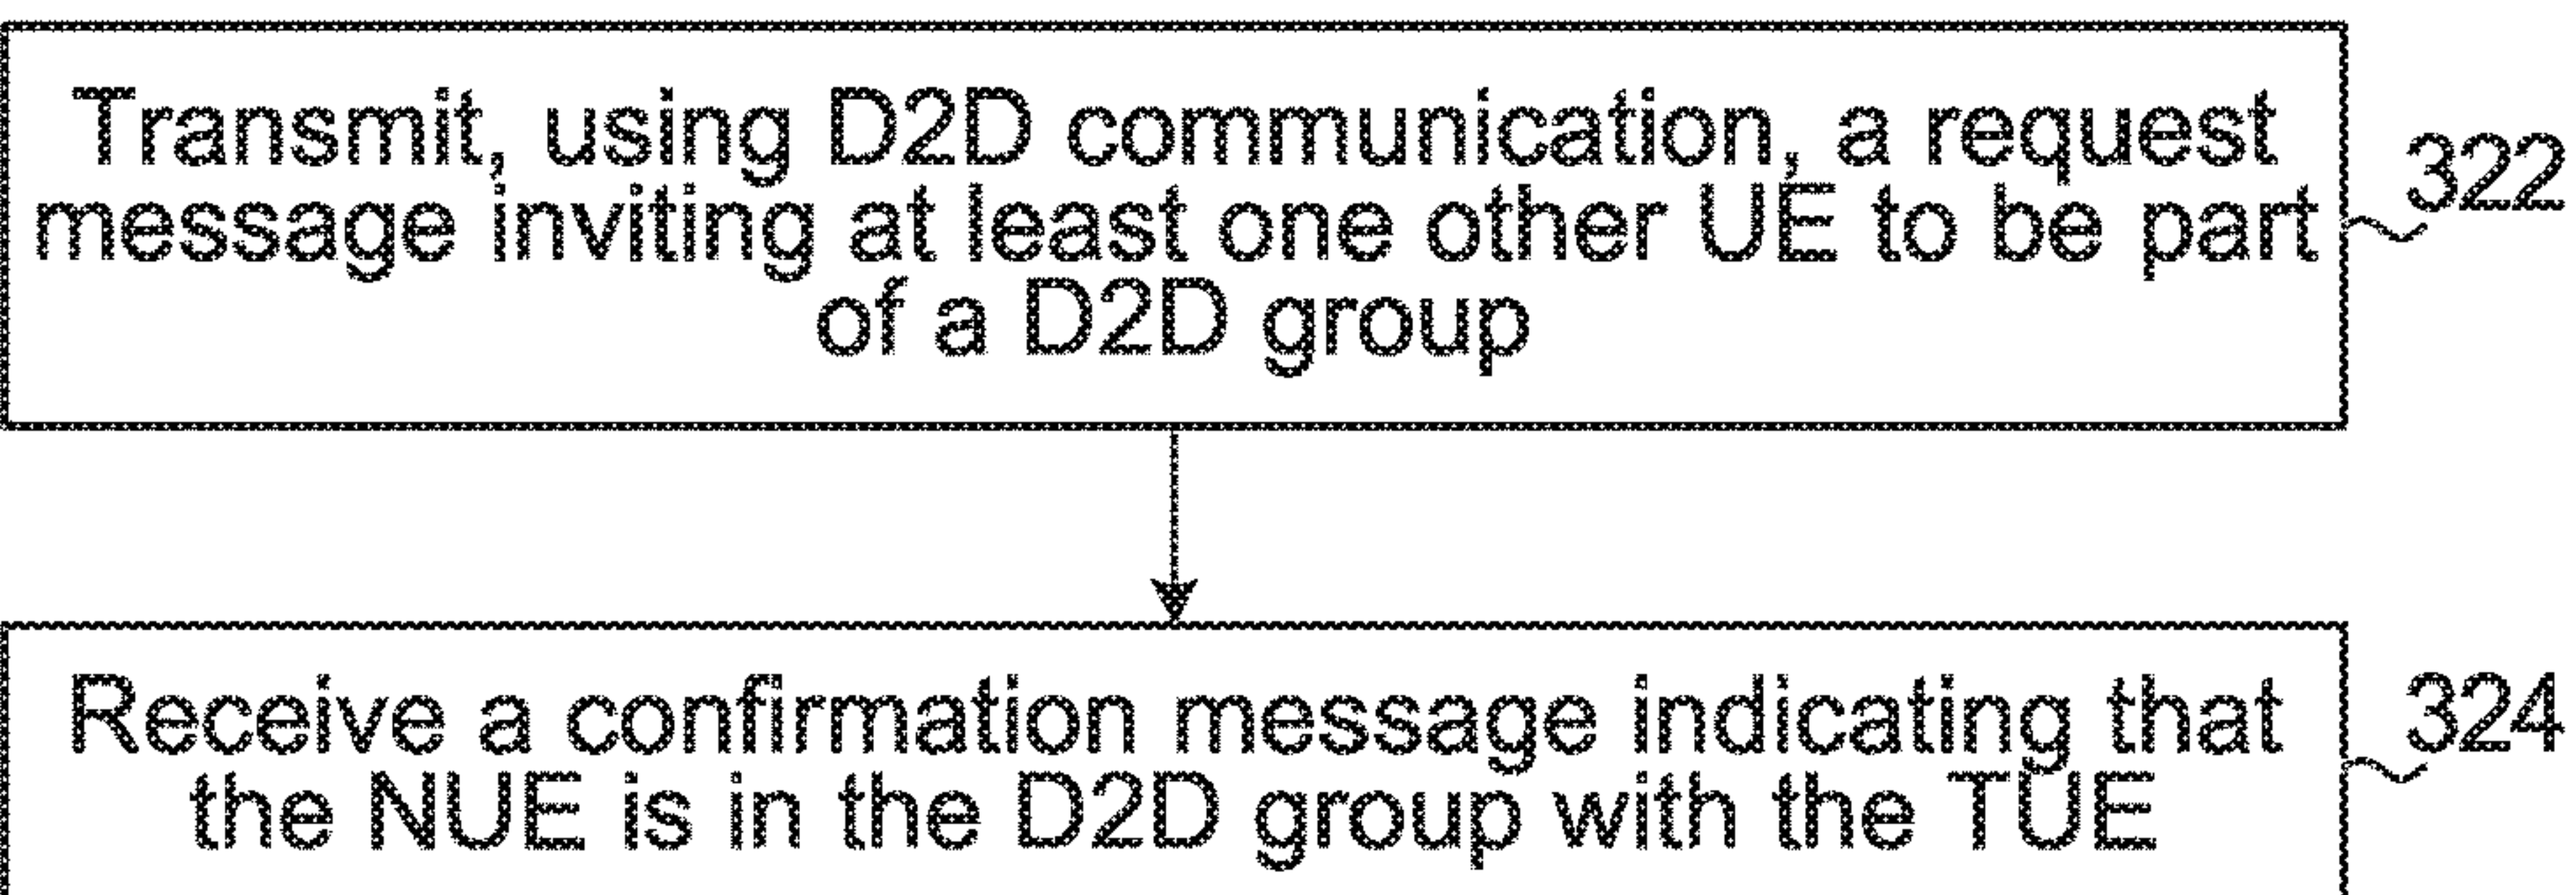 Transmit, using D2D communication, a request
message inviting at least one other UE to be part
of a D2D group
322
Receive a confirmation message indicating that
the NUE is in the D2D group with the TUE
324